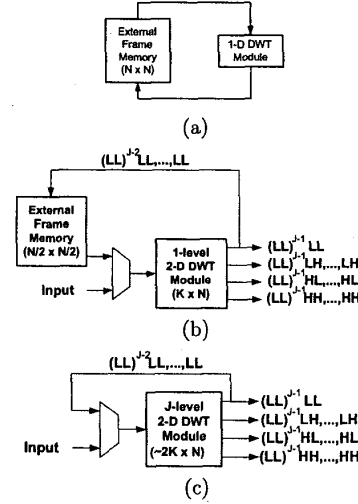 External
Frame
Memory
(N x N)
1-D DWT
Module
(a)
(LL)^J-2 LL,...,LL
External
Frame
Memory
(N/2 x N/2)
Input
1-level
2-D DWT
Module
(K x N)
(LL)^J-1 LL
(LL)^J-1 LH,...,LH
(LL)^J-1 HL,...,HL
(LL)^J-1 HH,...,HH
(b)
(LL)^J-2 LL,...,LL
Input
J-level
2-D DWT
Module
(~2K x N)
(LL)^J-1 LL
(LL)^J-1 LH,...,LH
(LL)^J-1 HL,...,HL
(LL)^J-1 HH,...,HH
(c)